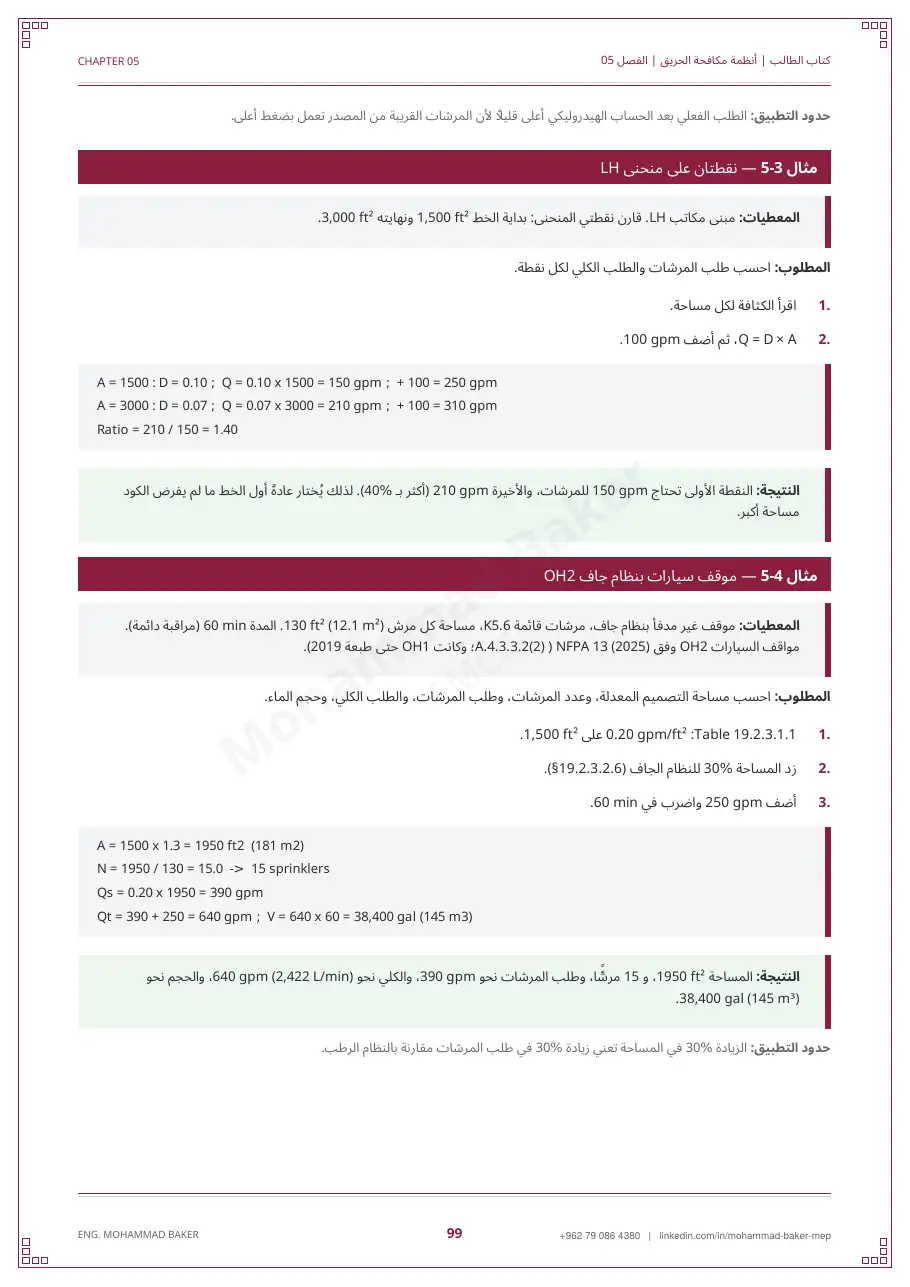 CHAPTER 05
كتاب الطالب | أنظمة مكافحة الحريق | الفصل 05
حدود التطبيق: الطلب الفعلي بعد الحساب الهيدروليكي أعلى قليلاً لأن المرشات القريبة من المصدر تعمل بضغط أعلى.
مثال 3-5 — نقطتان على منحنى LH
المعطيات: مبنى مكاتب LH. قارن نقطتي المنحنى: بداية الخط 1,500 ft² ونهايته 3,000 ft².
المطلوب: احسب طلب المرشات والطلب الكلي لكل نقطة.
1. اقرأ الكثافة لكل مساحة.
2. Q = D × A، ثم أضف 100 gpm.
A = 1500 : D = 0.10 ; Q = 0.10 x 1500 = 150 gpm ; + 100 = 250 gpm
A = 3000 : D = 0.07 ; Q = 0.07 x 3000 = 210 gpm ; + 100 = 310 gpm
Ratio = 210 / 150 = 1.40
النتيجة: النقطة الأولى تحتاج 150 gpm للمرشات، والأخيرة 210 gpm (أكثر بـ 40%). لذلك يُختار عادةً أول الخط ما لم يفرض الكود
مساحة أكبر.
مثال 4-5 — موقف سيارات بنظام جاف OH2
المعطيات: موقف غير مدفأ بنظام جاف، مرشات قائمة K5.6، مساحة كل مرش 130 ft² (12.1 m²). المدة 60 min (مراقبة دائمة).
مواقف السيارات OH2 وفق NFPA 13 (2025) ( A.4.3.3.2(2)؛ وكانت OH1 حتى طبعة 2019).
المطلوب: احسب مساحة التصميم المعدلة، وعدد المرشات، وطلب المرشات، والطلب الكلي، وحجم الماء.
1. Table 19.2.3.1.1: 0.20 gpm/ft² على 1,500 ft².
2. زد المساحة 30% للنظام الجاف (§19.2.3.2.6).
3. أضف 250 gpm واضرب في 60 min.
A = 1500 x 1.3 = 1950 ft2 (181 m2)
N = 1950 / 130 = 15.0 -> 15 sprinklers
Qs = 0.20 x 1950 = 390 gpm
Qt = 390 + 250 = 640 gpm ; V = 640 x 60 = 38,400 gal (145 m3)
النتيجة: المساحة 1950 ft²، و 15 مرشًّا، وطلب المرشات نحو 390 gpm، والكلي نحو 640 gpm (2,422 L/min)، والحجم نحو
38,400 gal (145 m³).
حدود التطبيق: الزيادة 30% في المساحة تعني زيادة 30% في طلب المرشات مقارنة بالنظام الرطب.
Mohammad Baker
ENG. MOHAMMAD BAKER
99
+962 79 086 4380 | linkedin.com/in/mohammad-baker-mep